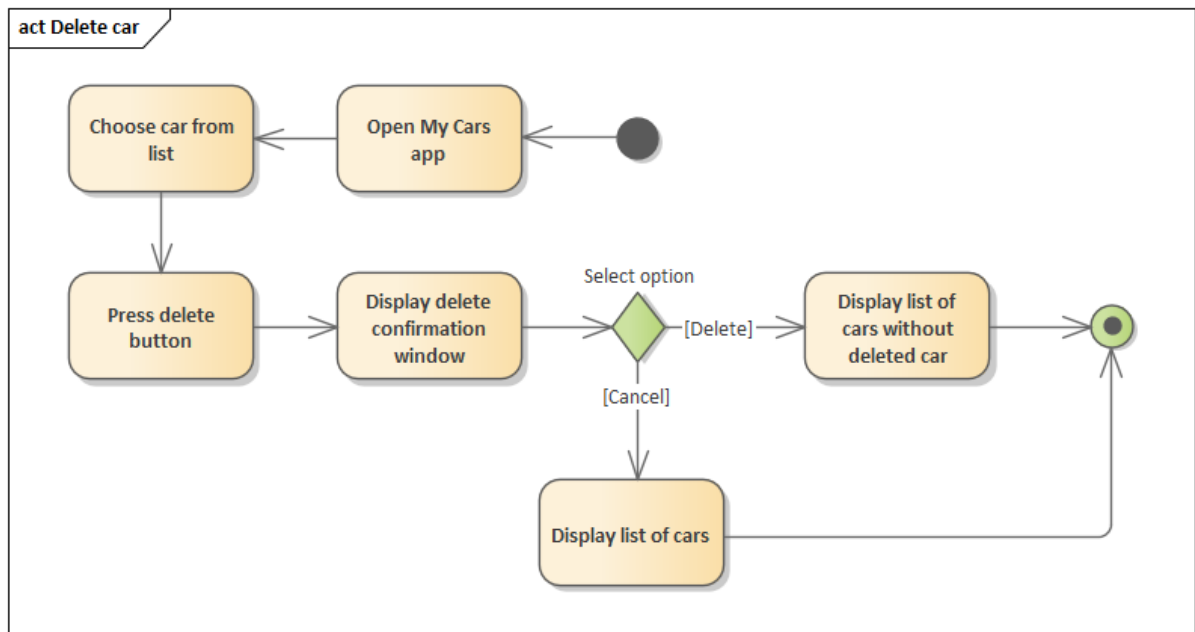 act Delete car
Choose car from
list
Open My Cars
app
Press delete
button
Display delete
confirmation
window
Select option
[Delete]
Display list of
cars without
deleted car
[Cancel]
Display list of cars